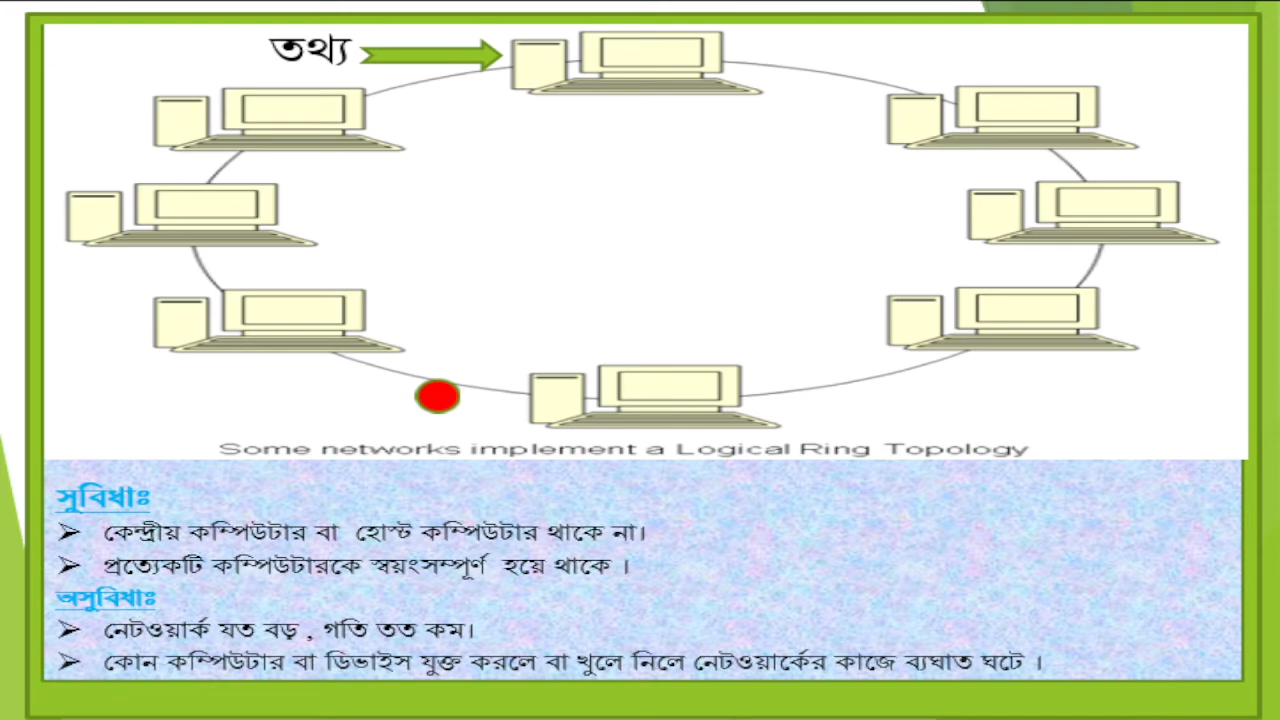 তথ্য
Some networks implement a Logical Ring Topology
সুবিধাঃ
➢ কেন্দ্রীয় কম্পিউটার বা হোস্ট কম্পিউটার থাকে না।
➢ প্রত্যেকটি কম্পিউটারকে স্বয়ংসম্পূর্ণ হয়ে থাকে ।
অসুবিধাঃ
➢ নেটওয়ার্ক যত বড় , গতি তত কম।
➢ কোন কম্পিউটার বা ডিভাইস যুক্ত করলে বা খুলে নিলে নেটওয়ার্কের কাজে ব্যঘাত ঘটে ।